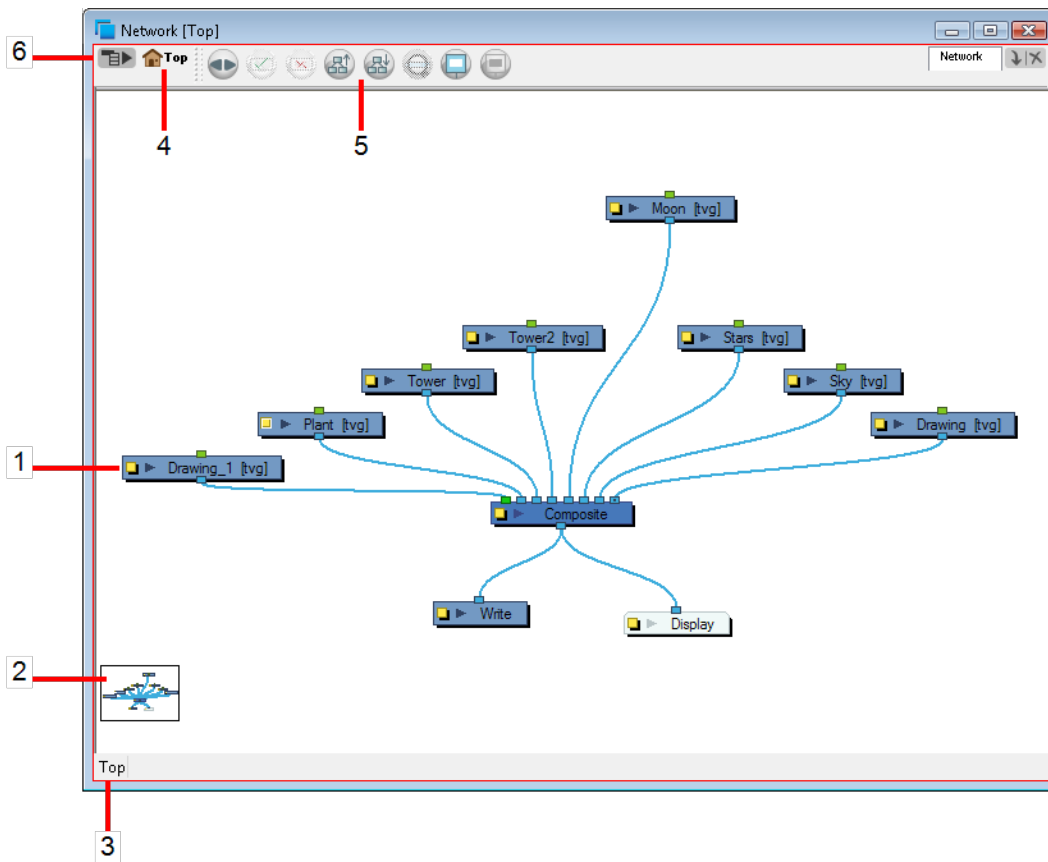 Network [Top]
6
Top
Network
4
5
Moon [tvg]
Tower2 [tvg]
Stars [tvg]
Tower [tvg]
Sky [tvg]
Plant [tvg]
Drawing [tvg]
1
Drawing_1 [tvg]
Composite
Write
Display
2
Top
3